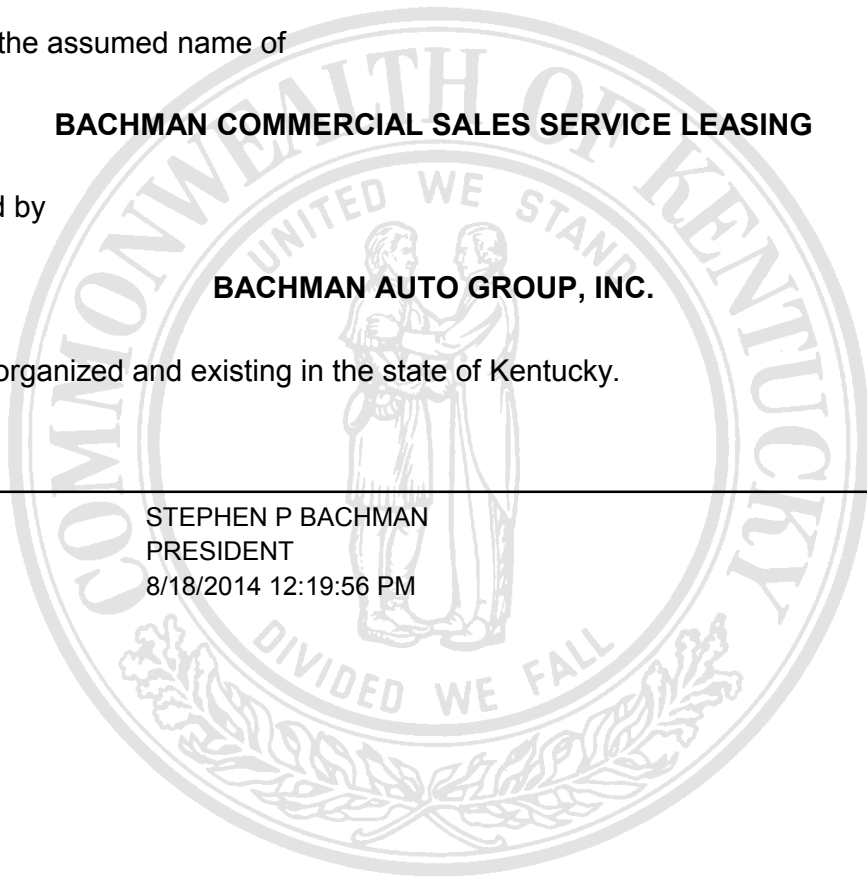 the assumed name of
BACHMAN COMMERCIAL SALES SERVICE LEASING
d by
BACHMAN AUTO GROUP, INC.
organized and existing in the state of Kentucky.
STEPHEN P BACHMAN
PRESIDENT
8/18/2014 12:19:56 PM
COMMONWEALTH OF KENTUCKY
UNITED WE STAND
DIVIDED WE FALL